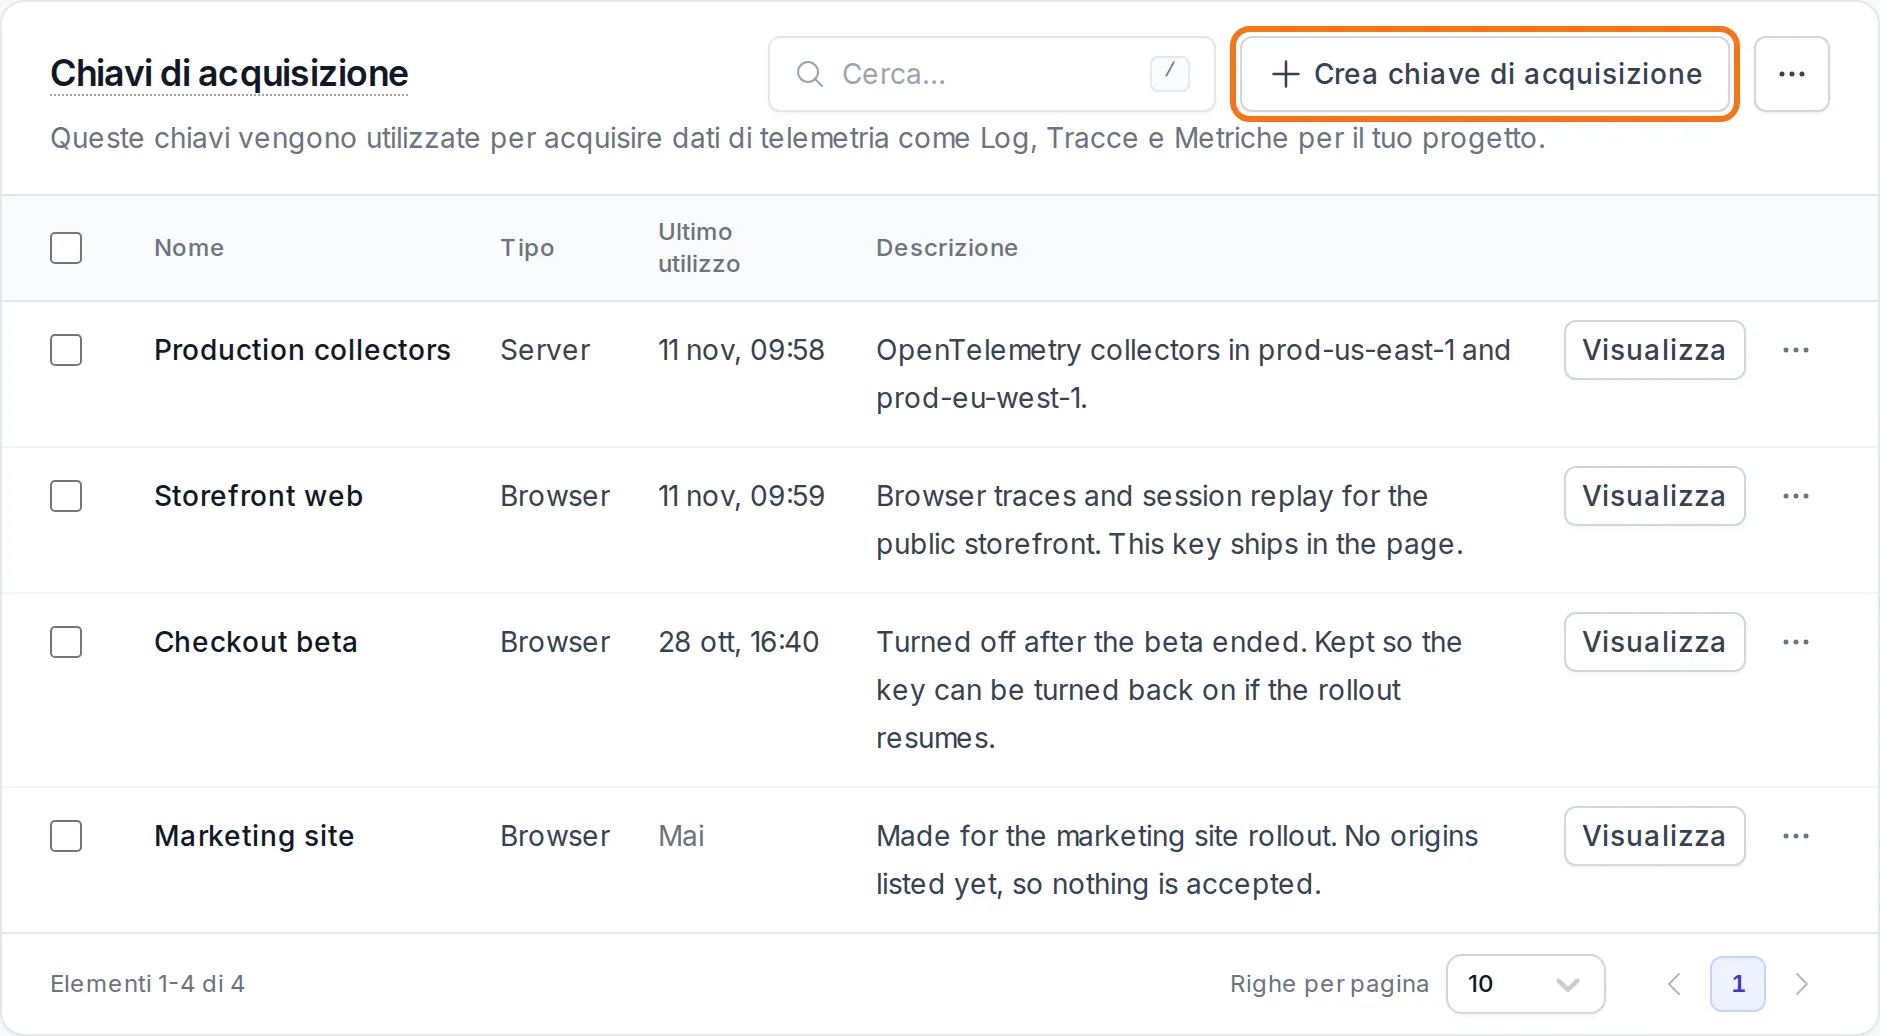 Chiavi di acquisizione
Cerca...
/
Crea chiave di acquisizione
Queste chiavi vengono utilizzate per acquisire dati di telemetria come Log, Tracce e Metriche per il tuo progetto.
Nome
Tipo
Ultimo
utilizzo
Descrizione
Production collectors
Server
11 nov, 09:58
OpenTelemetry collectors in prod-us-east-1 and
prod-eu-west-1.
Visualizza
Storefront web
Browser
11 nov, 09:59
Browser traces and session replay for the
public storefront. This key ships in the page.
Visualizza
Checkout beta
Browser
28 ott, 16:40
Turned off after the beta ended. Kept so the
key can be turned back on if the rollout
resumes.
Visualizza
Marketing site
Browser
Mai
Made for the marketing site rollout. No origins
listed yet, so nothing is accepted.
Visualizza
Elementi 1-4 di 4
Righe per pagina
10
1